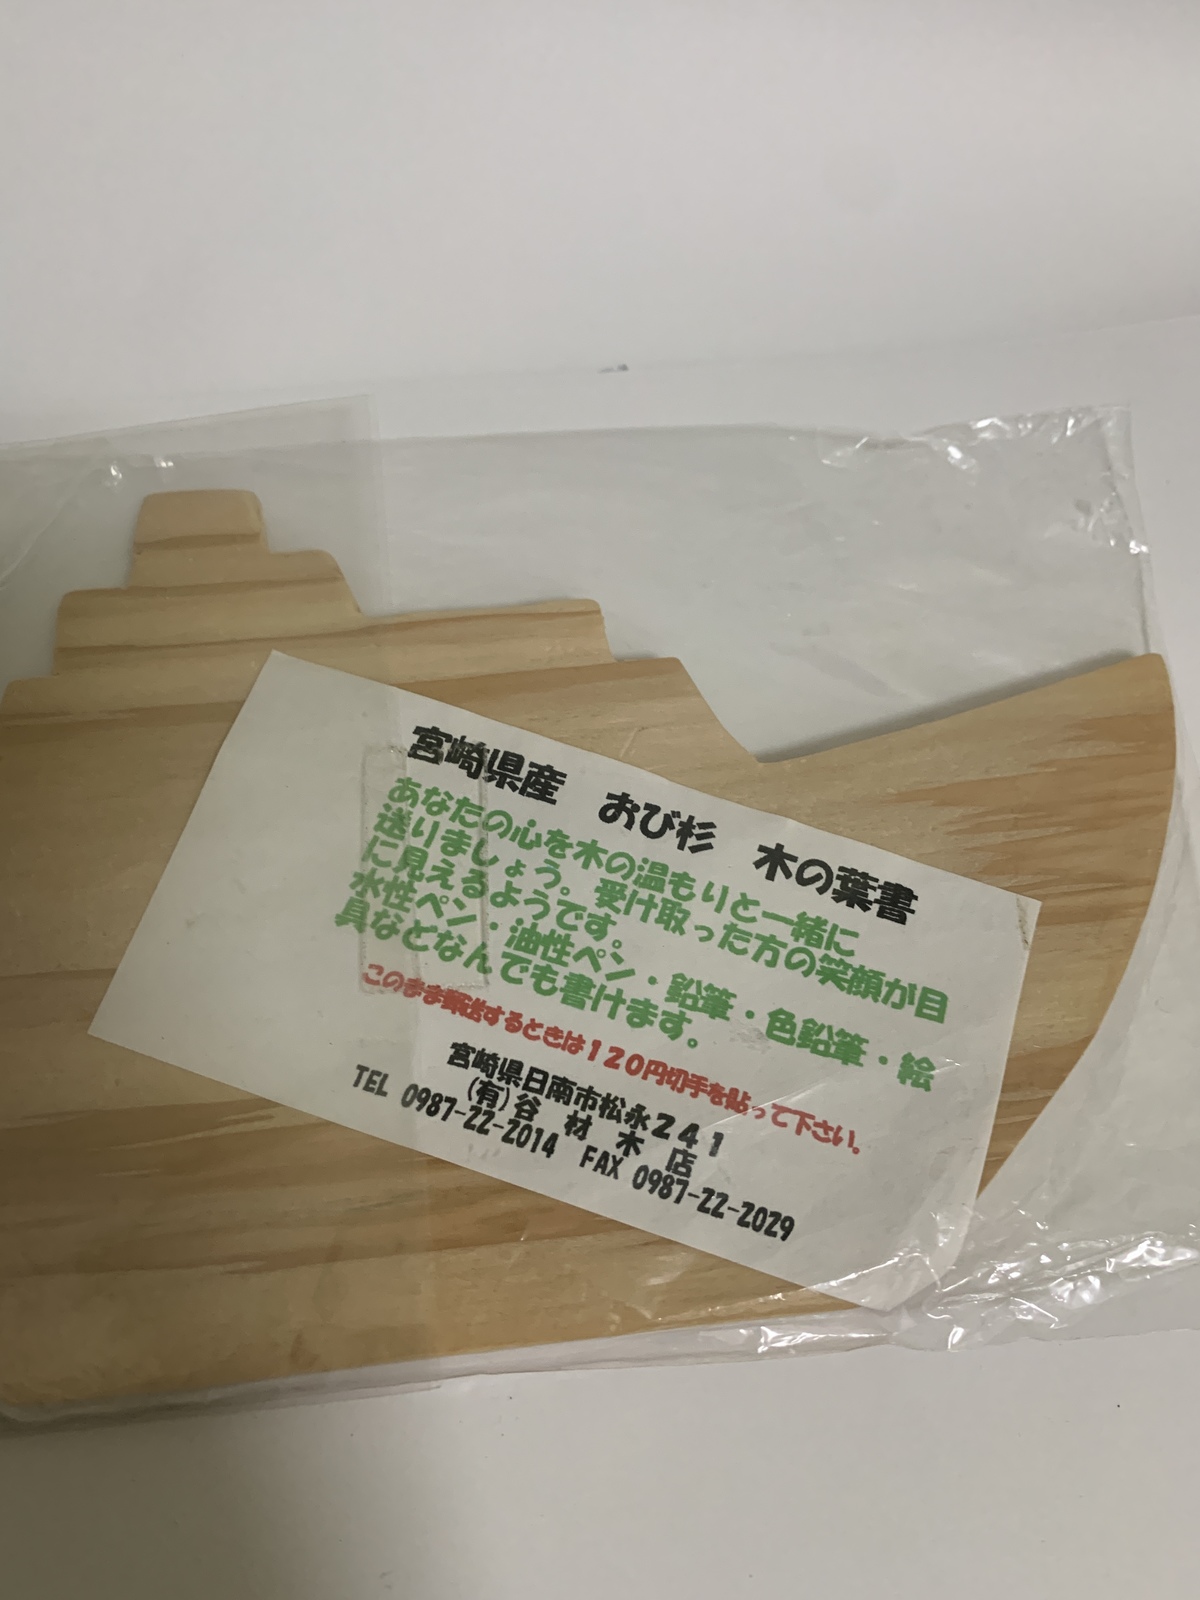 宮崎県産　おび杉　木の葉書
あなたの心を木の温もりと一緒に
送りましょう。受け取った方の笑顔が目
に見えるようです。
水性ペン・油性ペン・鉛筆・色鉛筆・絵
具などなんでも書けます。
このまま郵送するときは１２０円切手を貼って下さい。
宮崎県日南市松永２４１
(有)谷　材　木　店
TEL 0987-22-2014　FAX 0987-22-2029